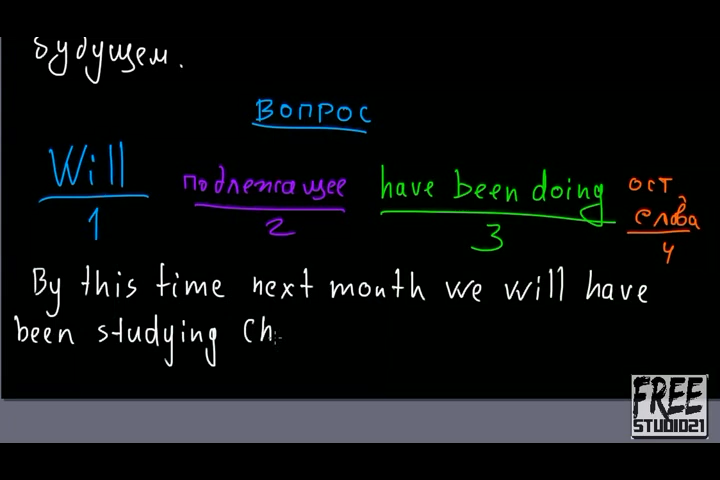 будущем.
ВОПРОС
Will подлежащее have been doing ост слова
1 2 3 4
By this time next month we will have
been studying Ch
FREE
STUDIO21